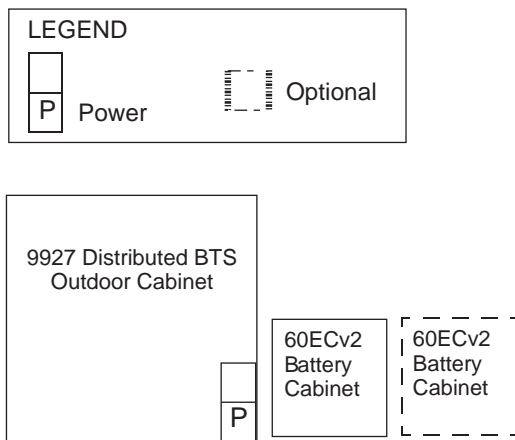 LEGEND
P Power
Optional
9927 Distributed BTS
Outdoor Cabinet
P
60ECv2
Battery
Cabinet
60ECv2
Battery
Cabinet